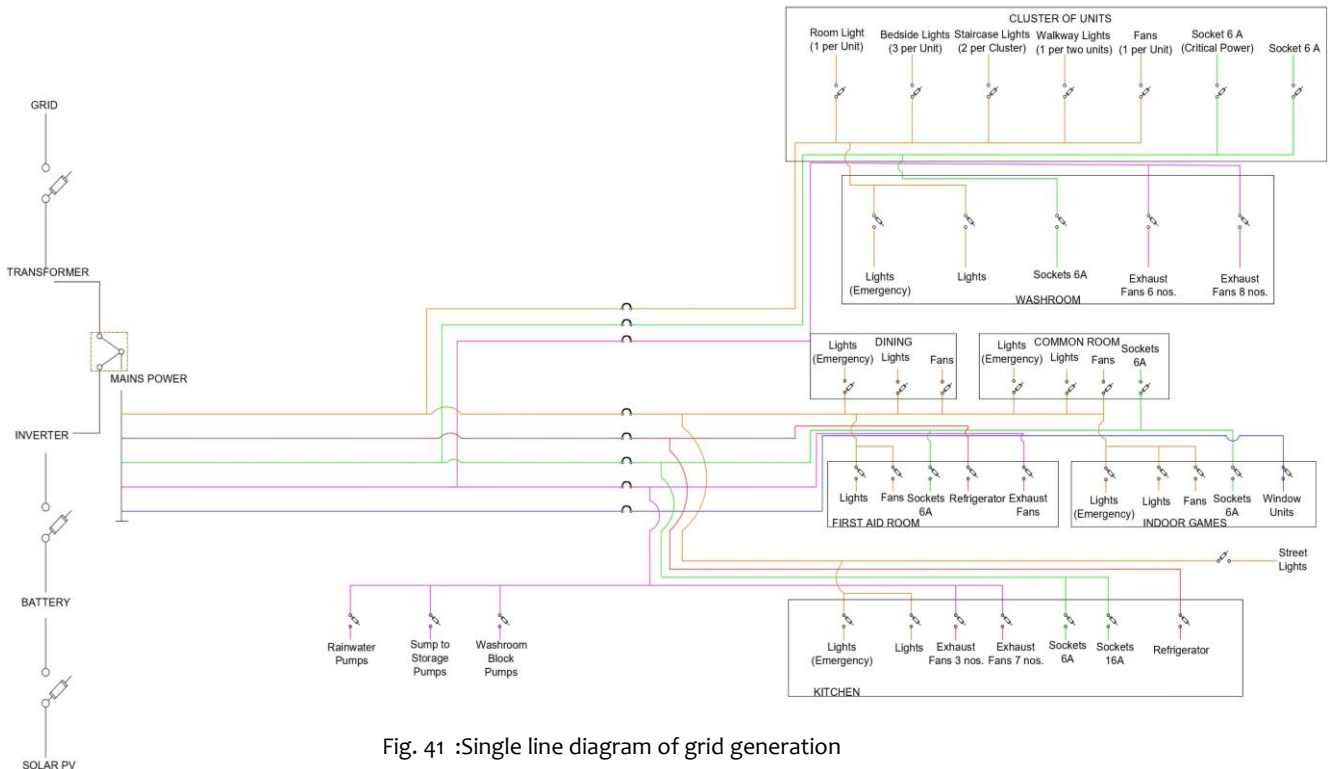 CLUSTER OF UNITS
Room Light
(1 per Unit)
Bedside Lights
(3 per Unit)
Staircase Lights
(2 per Cluster)
Walkway Lights
(1 per two units)
Fans
(1 per Unit)
Socket 6 A
(Critical Power)
Socket 6 A
GRID
TRANSFORMER
MAINS POWER
INVERTER
BATTERY
SOLAR PV
Lights
(Emergency)
Lights
Sockets 6A
Exhaust
Fans 6 nos.
Exhaust
Fans 8 nos.
WASHROOM
DINING
Lights
(Emergency)
Lights
Fans
COMMON ROOM
Lights
(Emergency)
Lights
Fans
Sockets
6A
Lights
Fans
Sockets
6A
Refrigerator
Exhaust
Fans
FIRST AID ROOM
Lights
(Emergency)
Lights
Fans
Sockets
6A
Window
Units
INDOOR GAMES
Street
Lights
Rainwater
Pumps
Sump to
Storage
Pumps
Washroom
Block
Pumps
Lights
(Emergency)
Lights
Exhaust
Fans 3 nos.
Exhaust
Fans 7 nos.
Sockets
6A
Sockets
16A
Refrigerator
KITCHEN
Fig. 41 :Single line diagram of grid generation